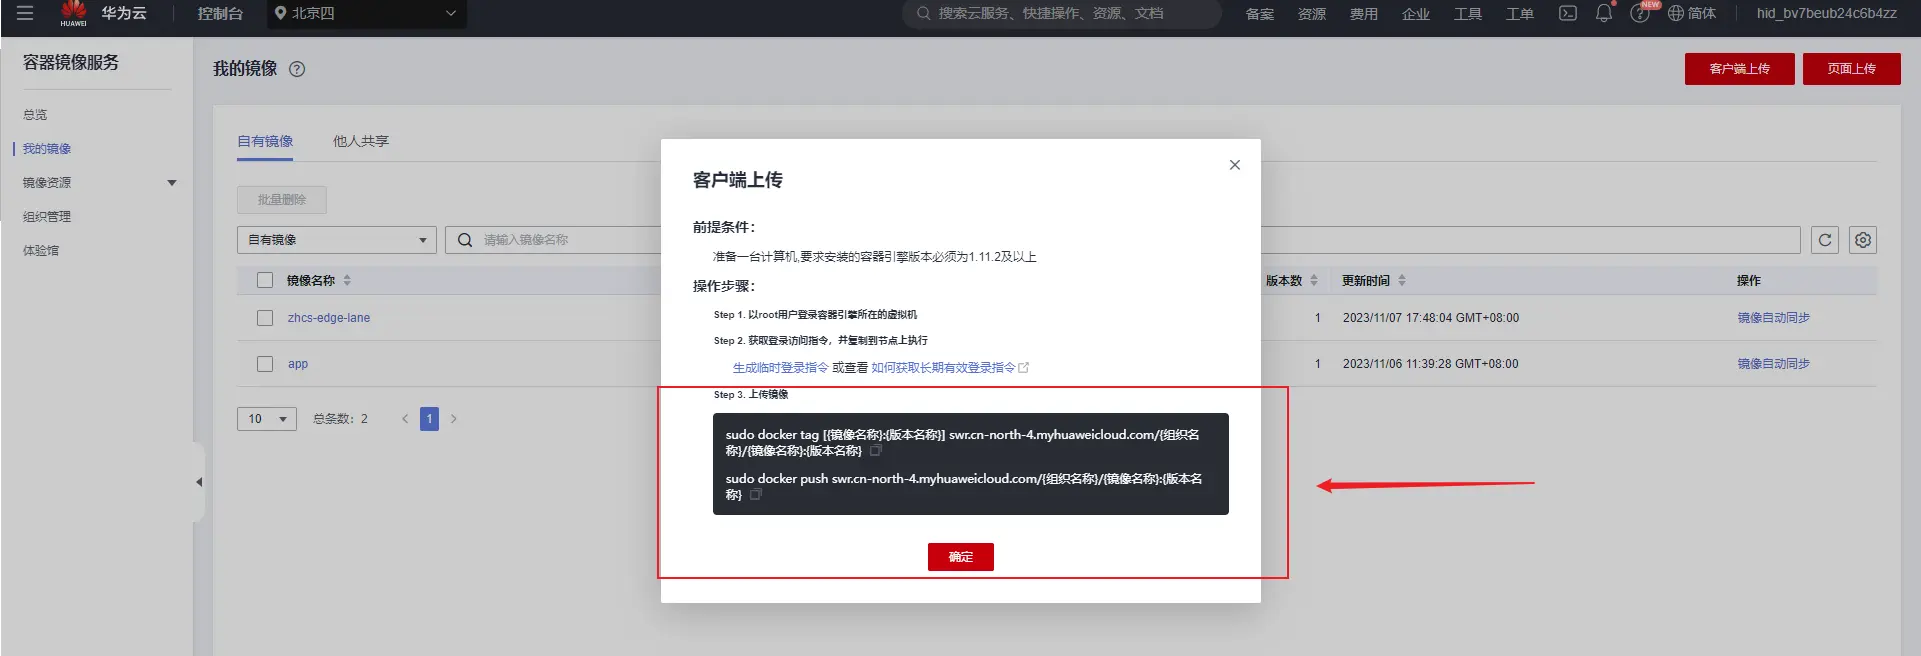 HUAWEI
华为云
控制台
北京四
搜索云服务、快捷操作、资源、文档
备案
资源
费用
企业
工具
工单
NEW
简体
hid_bv7beub24c6b4zz
容器镜像服务
总览
我的镜像
镜像资源
组织管理
体验馆
我的镜像
客户端上传
页面上传
自有镜像
他人共享
批量删除
自有镜像
请输入镜像名称
镜像名称
版本数
更新时间
操作
zhcs-edge-lane
1
2023/11/07 17:48:04 GMT+08:00
镜像自动同步
app
1
2023/11/06 11:39:28 GMT+08:00
镜像自动同步
10
总条数：2
1
客户端上传
前提条件：
准备一台计算机,要求安装的容器引擎版本必须为1.11.2及以上
操作步骤：
Step 1. 以root用户登录容器引擎所在的虚拟机
Step 2. 获取登录访问指令，并复制到节点上执行
生成临时登录指令 或查看 如何获取长期有效登录指令
Step 3. 上传镜像
sudo docker tag [{镜像名称}:{版本名称}] swr.cn-north-4.myhuaweicloud.com/{组织名
称}/{镜像名称}:{版本名称}
sudo docker push swr.cn-north-4.myhuaweicloud.com/{组织名称}/{镜像名称}:{版本名
称}
确定